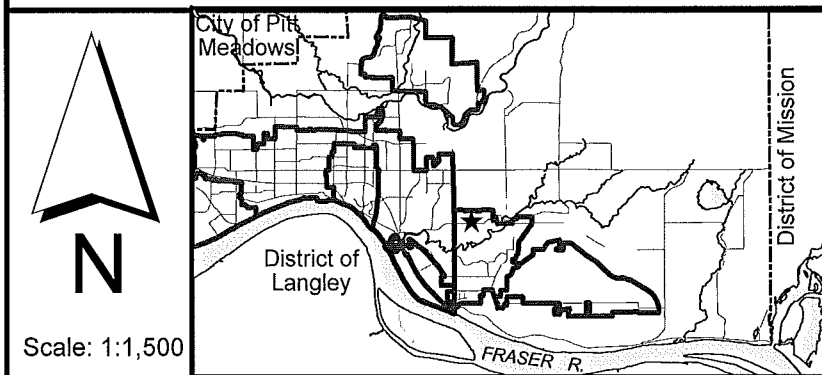 City of Pitt
Meadows
District of Mission
District of
Langley
N
Scale: 1:1,500
FRASER R.